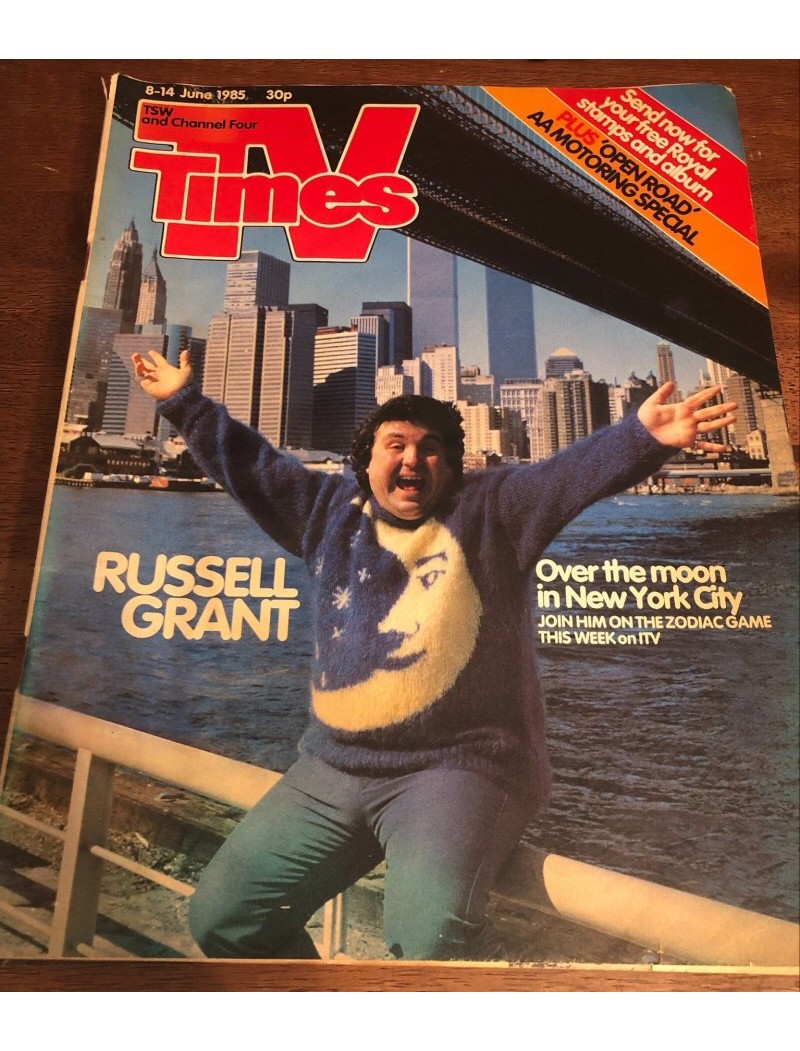 8-14 June 1985 30p
TSW
and Channel Four
TV
Times
Send now for
your free Royal
stamps and album
PLUS 'OPEN ROAD'
AA MOTORING SPECIAL
RUSSELL
GRANT
Over the moon
in New York City
JOIN HIM ON THE ZODIAC GAME
THIS WEEK on ITV